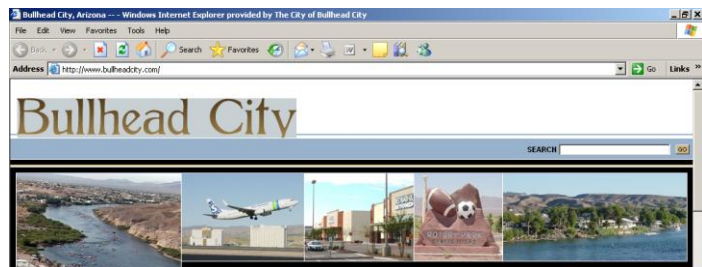 Bullhead City, Arizona -- - Windows Internet Explorer provided by The City of Bullhead City
File Edit View Favorites Tools Help
Back Search Favorites
Address http://www.bullheadcity.com/ Go Links »
Bullhead City
SEARCH GO
ROTARY PARK